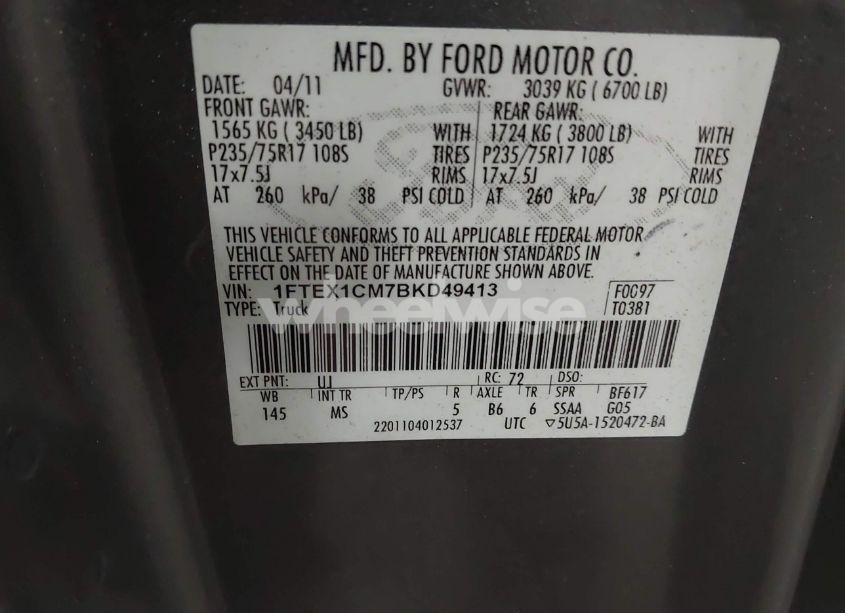 MFD. BY FORD MOTOR CO.
DATE: 04/11 GVWR: 3039 KG ( 6700 LB)
FRONT GAWR: REAR GAWR:
1565 KG ( 3450 LB) WITH 1724 KG ( 3800 LB) WITH
P235/75R17 108S TIRES P235/75R17 108S TIRES
17x7.5J RIMS 17x7.5J RIMS
AT 260 kPa/ 38 PSI COLD AT 260 kPa/ 38 PSI COLD
THIS VEHICLE CONFORMS TO ALL APPLICABLE FEDERAL MOTOR
VEHICLE SAFETY AND THEFT PREVENTION STANDARDS IN
EFFECT ON THE DATE OF MANUFACTURE SHOWN ABOVE.
VIN: 1FTEX1CM7BKD49413 F0097
TYPE: Truck T0381
wheelwise
EXT PNT: UJ RC: 72 DSO:
WB INT TR TP/PS R AXLE TR SPR BF617
145 MS 5 B6 6 SSAA G05
2201104012537 UTC ▽5U5A-1520472-BA